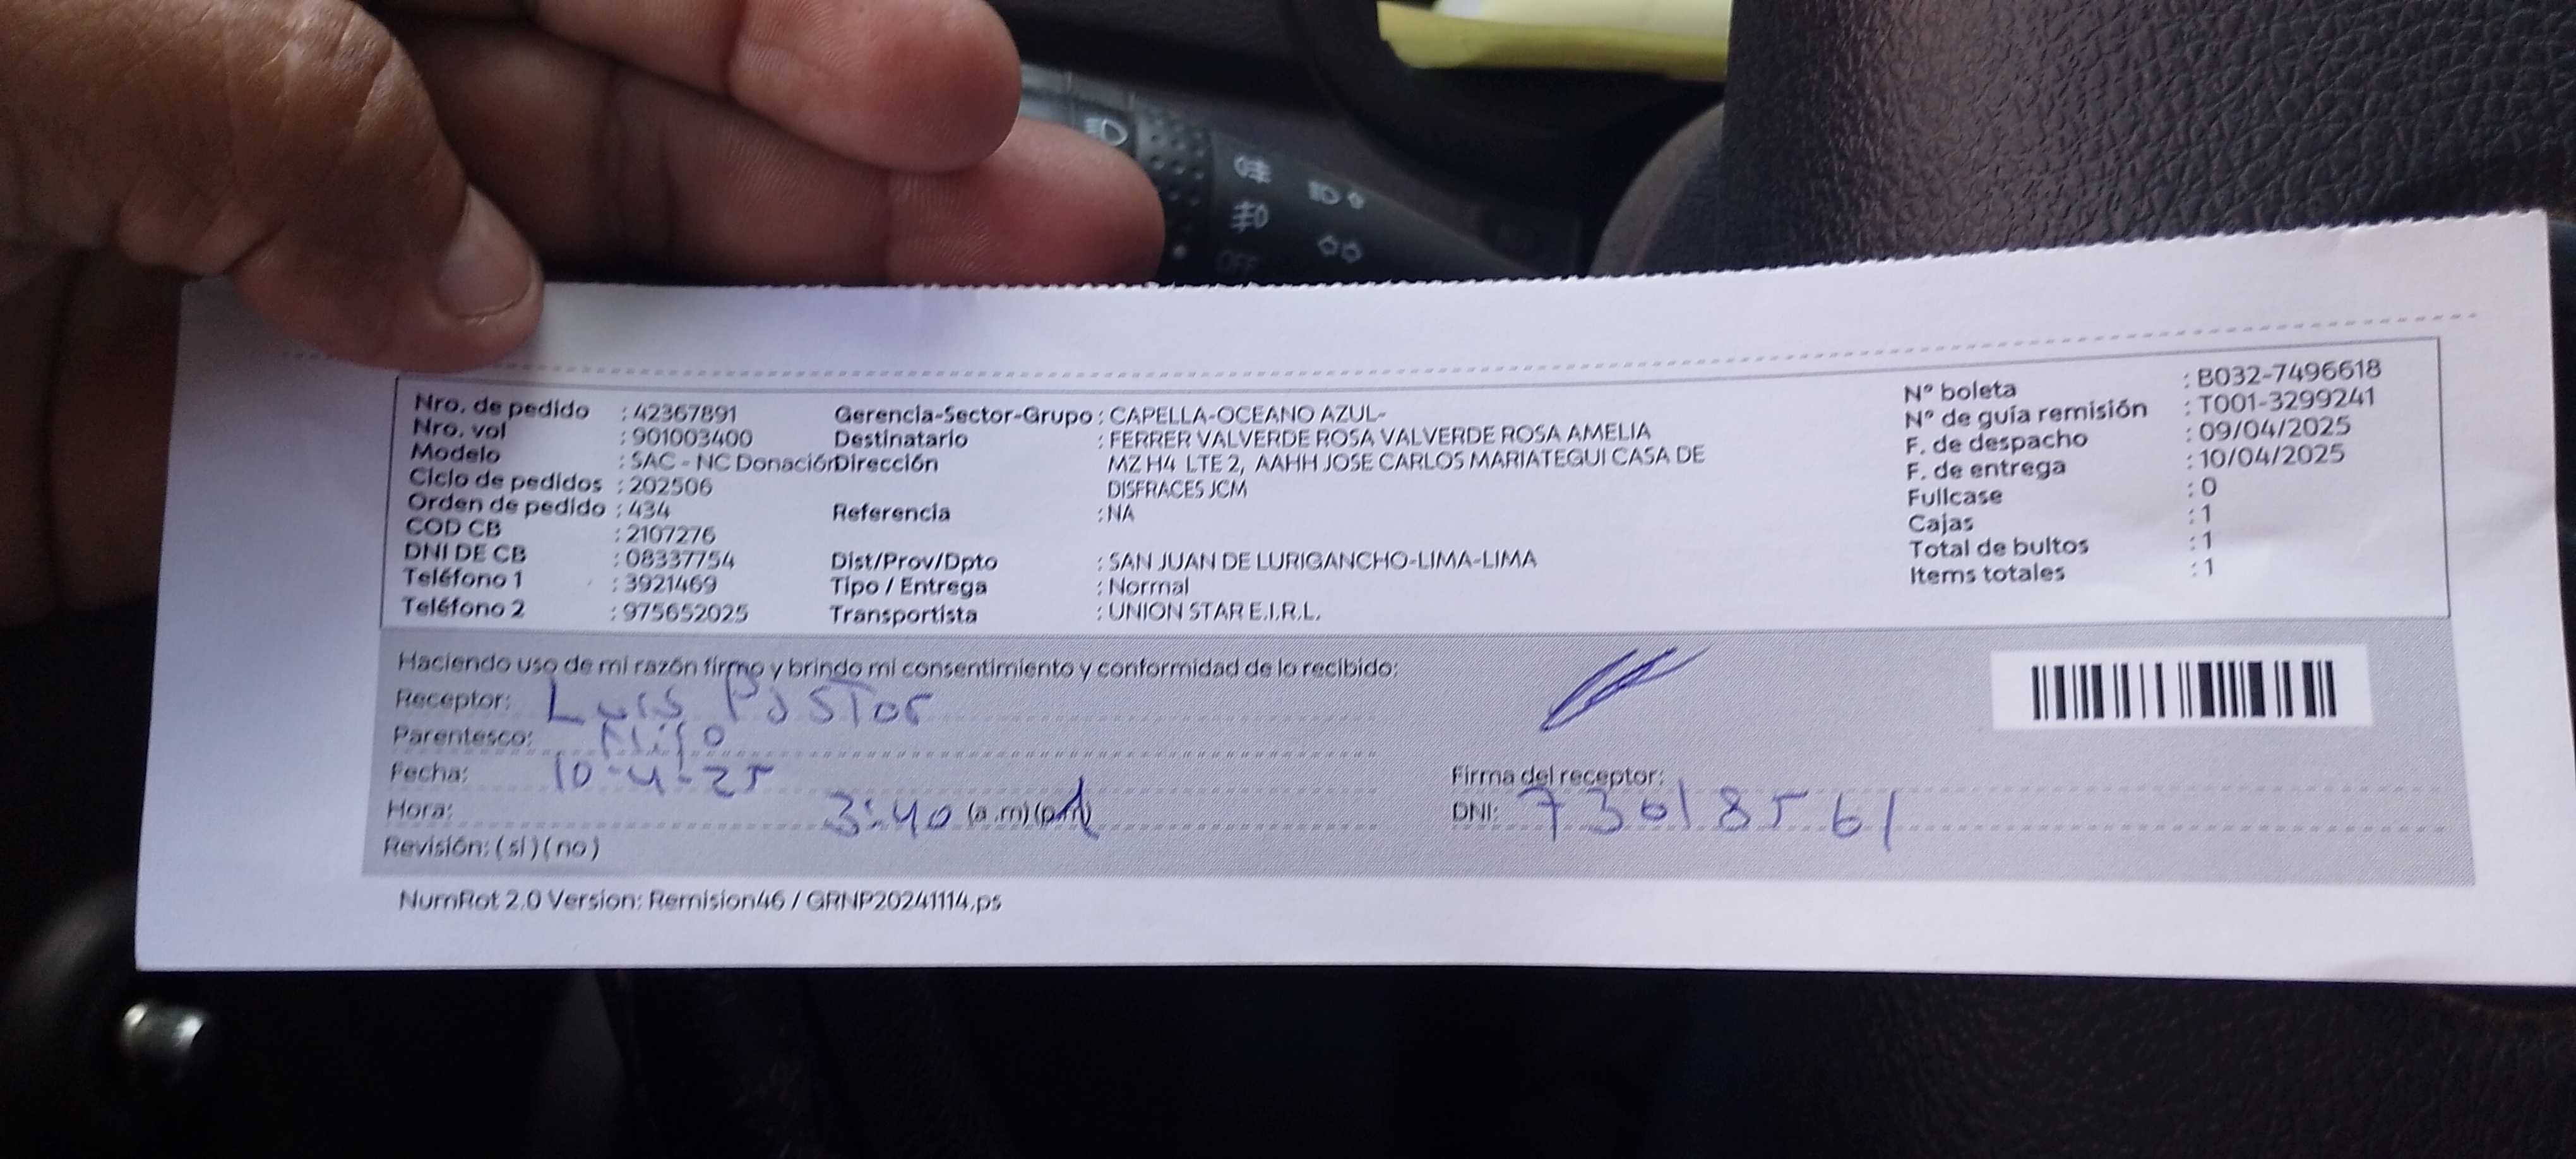 Nro. de pedido : 42367891
Nro. vol : 901003400
Modelo : SAC - NC Donación
Ciclo de pedidos : 202506
Orden de pedido : 434
COD CB : 2107276
DNI DE CB : 08337754
Teléfono 1 : 3921469
Teléfono 2 : 975652025
Gerencia-Sector-Grupo : CAPELLA-OCEANO AZUL-
Destinatario : FERRER VALVERDE ROSA VALVERDE ROSA AMELIA
Dirección MZ H4 LTE 2, AAHH JOSE CARLOS MARIATEGUI CASA DE
DISFRACES JCM
Referencia : NA
Dist/Prov/Dpto : SAN JUAN DE LURIGANCHO-LIMA-LIMA
Tipo / Entrega : Normal
Transportista : UNION STAR E.I.R.L.
N° boleta : B032-7496618
N° de guía remisión : T001-3299241
F. de despacho : 09/04/2025
F. de entrega : 10/04/2025
Fullcase : 0
Cajas : 1
Total de bultos : 1
Items totales : 1
Haciendo uso de mi razón firmo y brindo mi consentimiento y conformidad de lo recibido:
Receptor: Luis Pastor
Parentesco: Hijo
Fecha: 10-4-25
Hora: 3:40 (a.m)(p.m)
Revisión: (si)(no)
Firma del receptor:
DNI: 73018561
NumRot 2.0 Version: Remision46 / GRNP20241114.ps
OFF